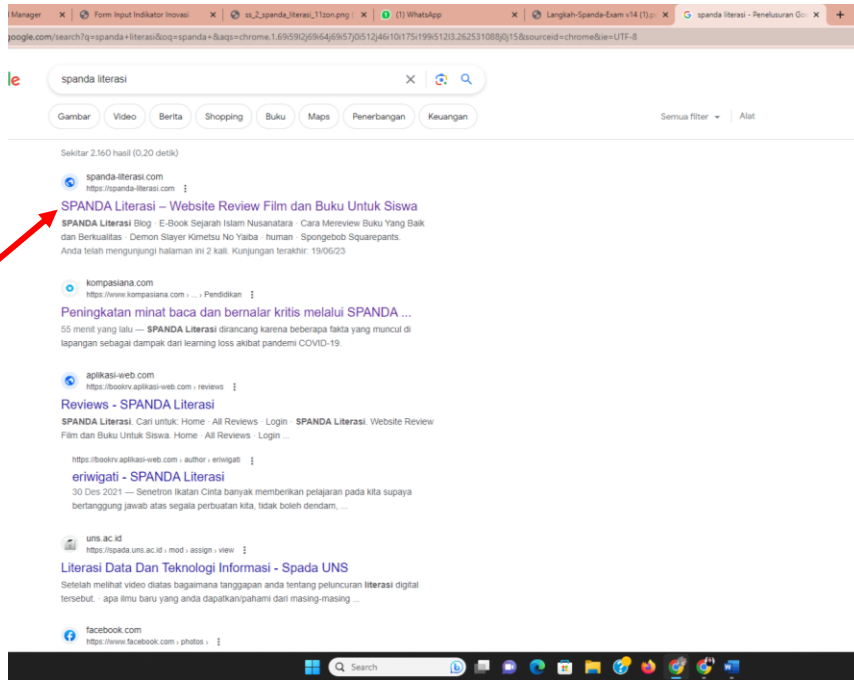 Manager
Form Input Indikator Inovasi
ss_2_spanda_literasi_11zon.png (
(1) WhatsApp
Langkah-Spanda-Exam v14 (1).p
spanda literasi - Penelusuran Goo
google.com/search?q=spanda+literasi&oq=spanda+&aqs=chrome.1.69i59l2j69i64j69i57j0i512j46i10i175i199i512l3.262531088j0j15&sourceid=chrome&ie=UTF-8
le
spanda literasi
Gambar Video Berita Shopping Buku Maps Penerbangan Keuangan Semua filter Alat
Sekitar 2.160 hasil (0,20 detik)
spanda-literasi.com
https://spanda-literasi.com
SPANDA Literasi – Website Review Film dan Buku Untuk Siswa
SPANDA Literasi Blog · E-Book Sejarah Islam Nusanatara · Cara Mereview Buku Yang Baik
dan Berkualitas · Demon Slayer Kimetsu No Yaiba · human · Spongebob Squarepants.
Anda telah mengunjungi halaman ini 2 kali. Kunjungan terakhir: 19/06/23
kompasiana.com
https://www.kompasiana.com › ... › Pendidikan
Peningkatan minat baca dan bernalar kritis melalui SPANDA ...
55 menit yang lalu — SPANDA Literasi dirancang karena beberapa fakta yang muncul di
lapangan sebagai dampak dari learning loss akibat pandemi COVID-19.
aplikasi-web.com
https://bookrv.aplikasi-web.com › reviews
Reviews - SPANDA Literasi
SPANDA Literasi. Cari untuk: Home · All Reviews · Login · SPANDA Literasi. Website Review
Film dan Buku Untuk Siswa. Home · All Reviews · Login ...
https://bookrv.aplikasi-web.com › author › eriwigati
eriwigati - SPANDA Literasi
30 Des 2021 — Senetron Ikatan Cinta banyak memberikan pelajaran pada kita supaya
bertanggung jawab atas segala perbuatan kita, tidak boleh dendam, ...
uns.ac.id
https://spada.uns.ac.id › mod › assign › view
Literasi Data Dan Teknologi Informasi - Spada UNS
Setelah melihat video diatas bagaimana tanggapan anda tentang peluncuran literasi digital
tersebut. · apa ilmu baru yang anda dapatkan/pahami dari masing-masing ...
facebook.com
https://www.facebook.com › photos ›
Search